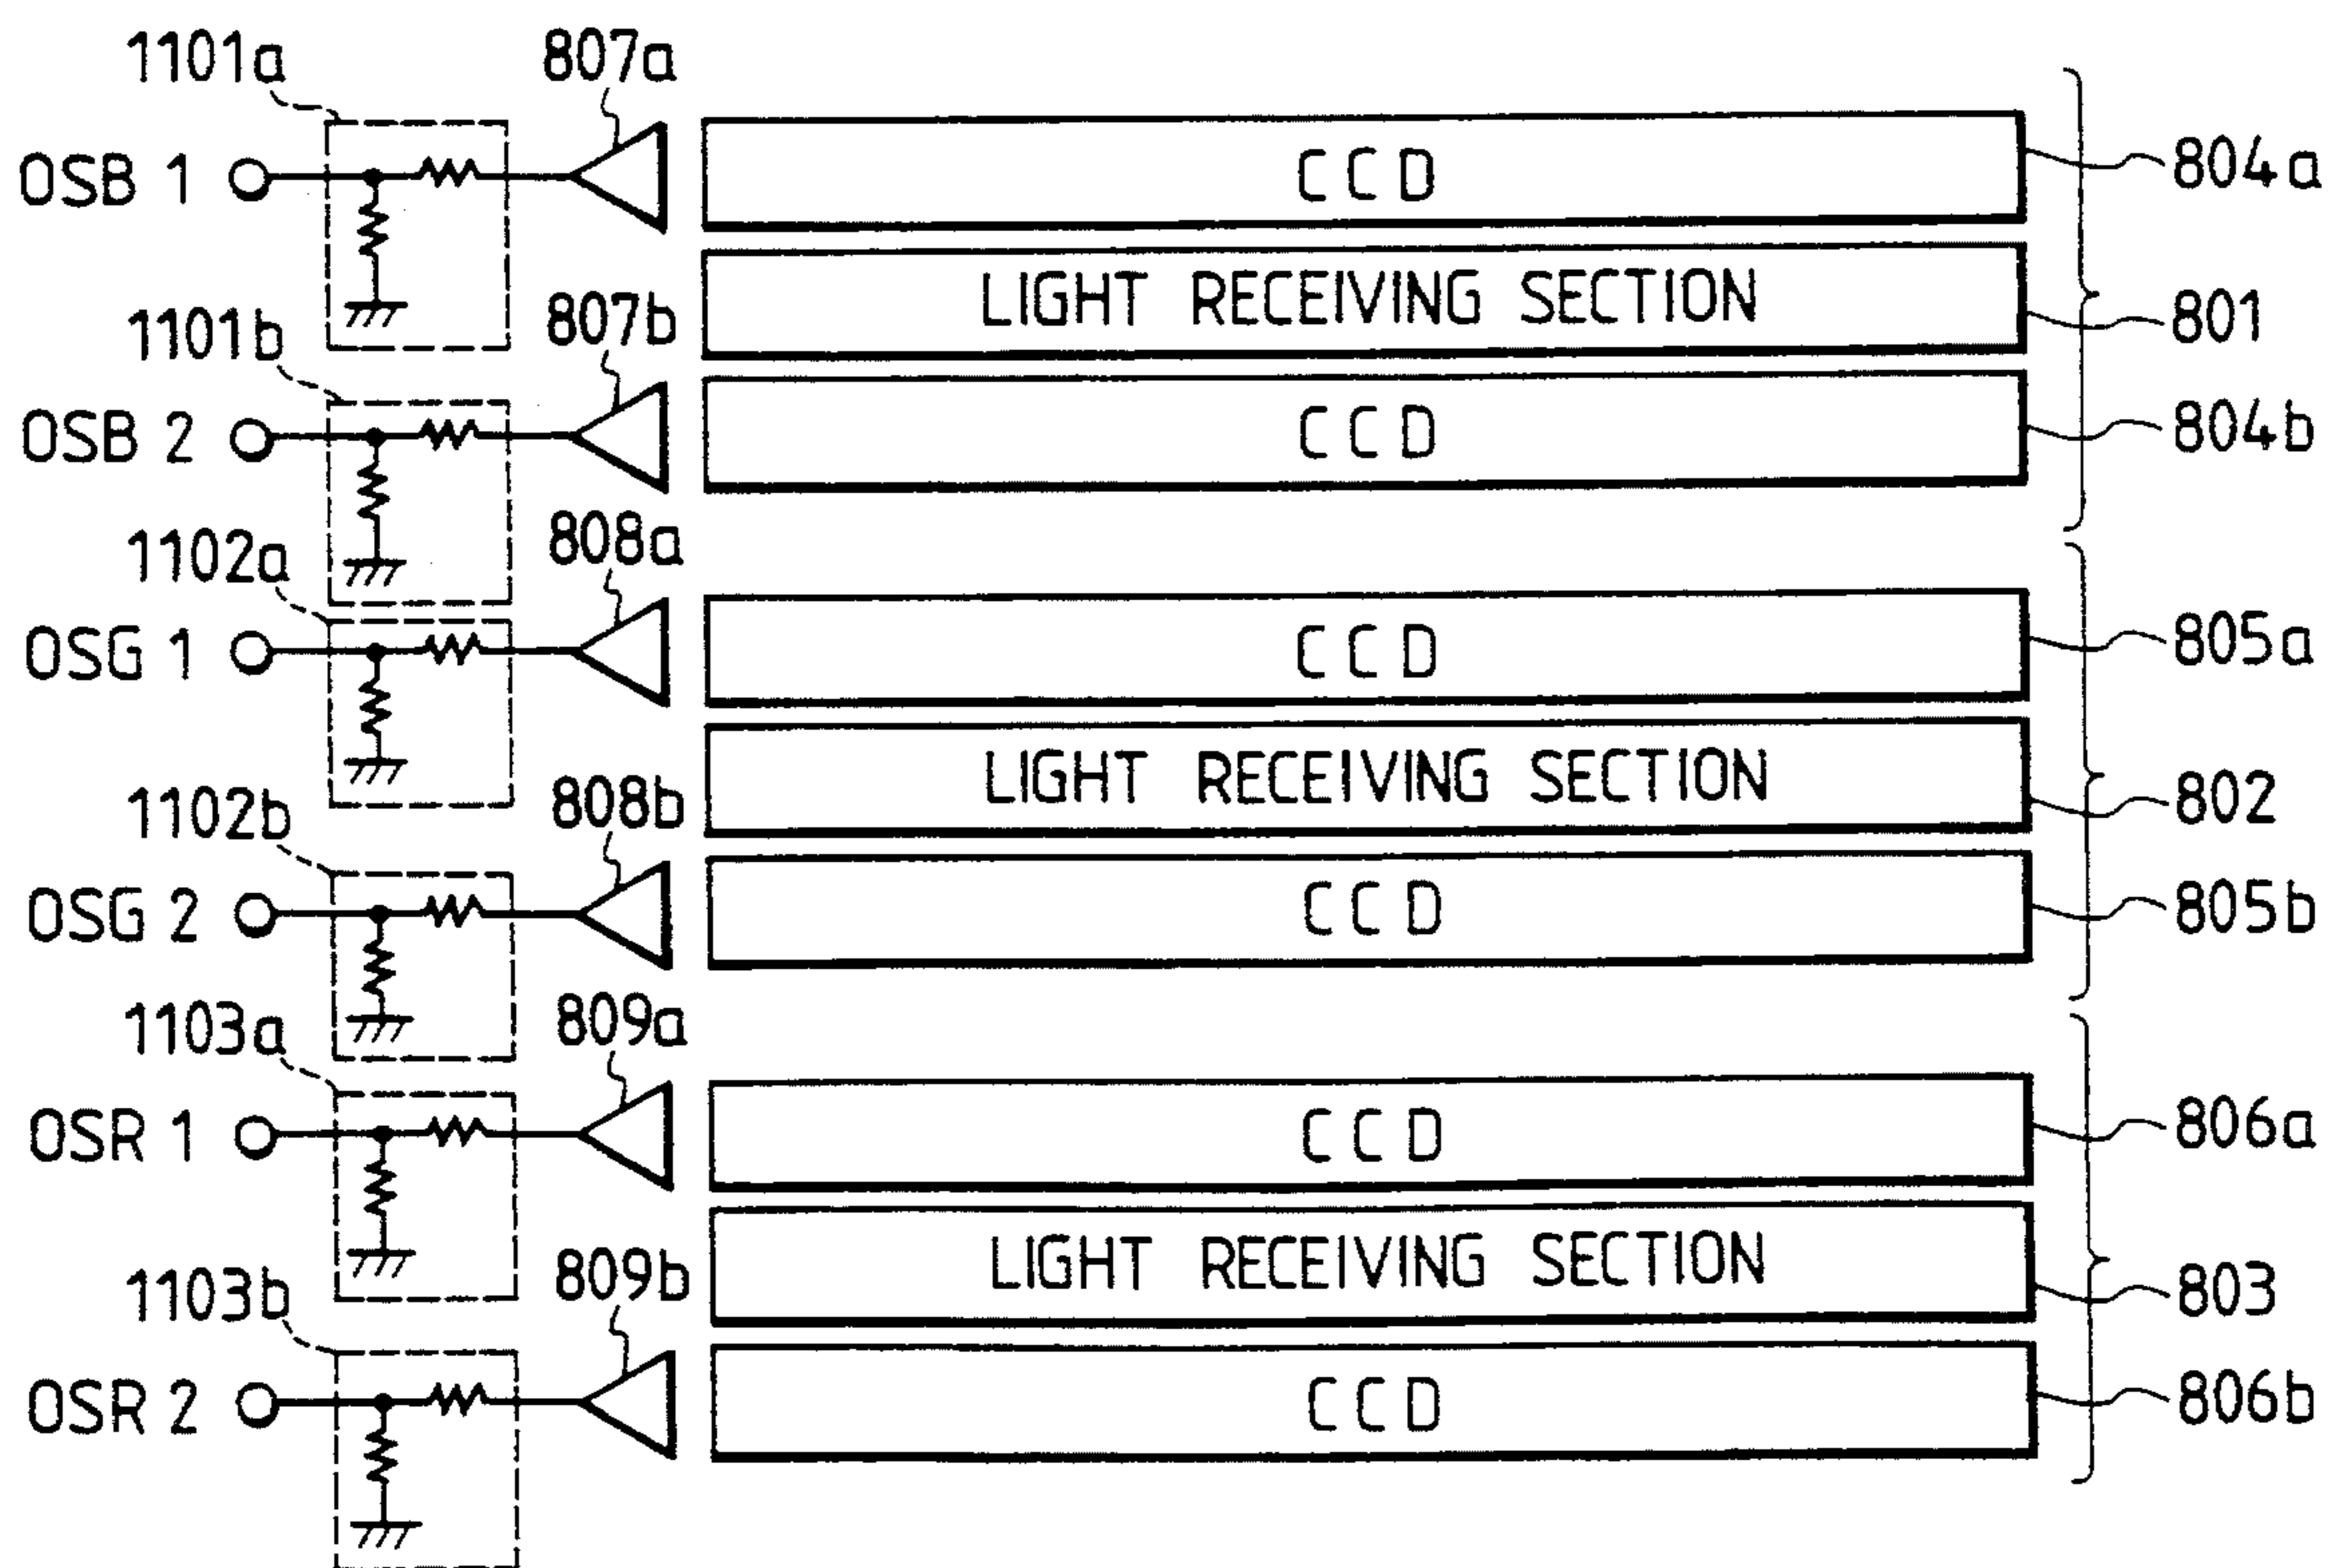 1101a
807a
OSB 1
CCD
804a
LIGHT RECEIVING SECTION
801
1101b
807b
OSB 2
CCD
804b
1102a
808a
OSG 1
CCD
805a
LIGHT RECEIVING SECTION
802
1102b
808b
OSG 2
CCD
805b
1103a
809a
OSR 1
CCD
806a
LIGHT RECEIVING SECTION
803
1103b
809b
OSR 2
CCD
806b